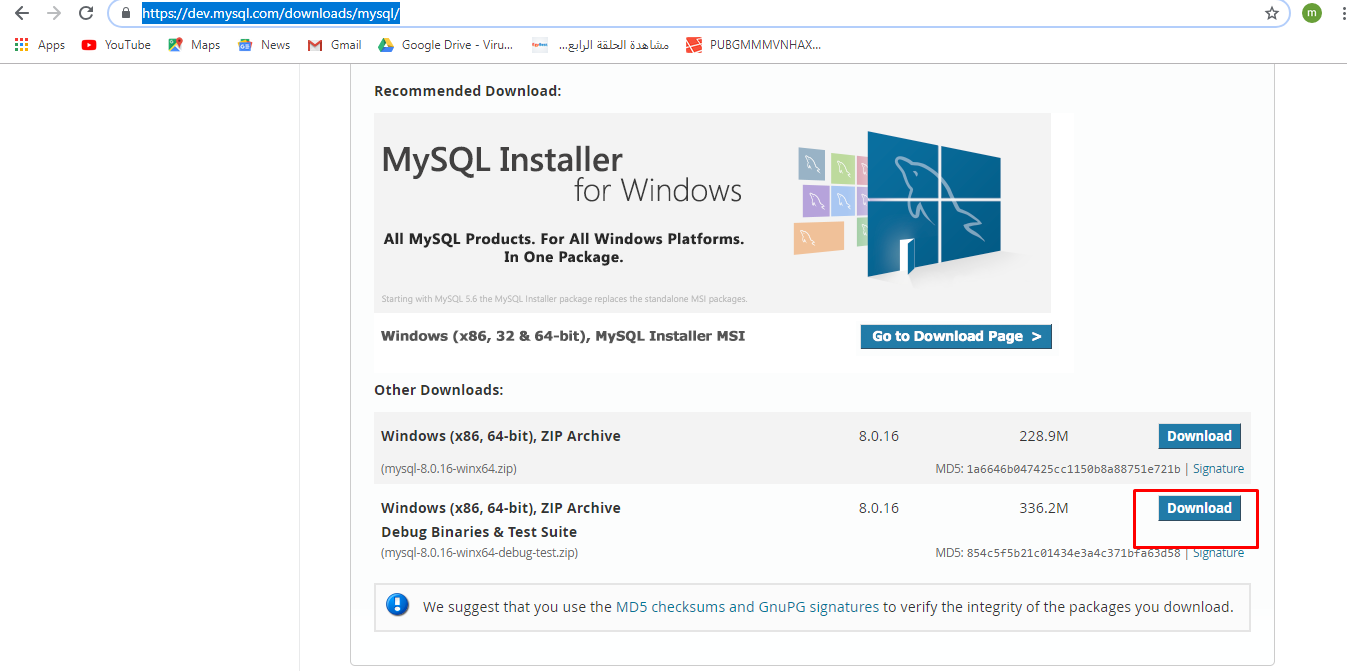 https://dev.mysql.com/downloads/mysql/
m
Apps YouTube Maps News Gmail Google Drive - Viru... مشاهدة الحلقة الرابع... PUBGMMMVNHAX...
Recommended Download:
MySQL Installer
for Windows
All MySQL Products. For All Windows Platforms.
In One Package.
Starting with MySQL 5.6 the MySQL Installer package replaces the standalone MSI packages.
Windows (x86, 32 & 64-bit), MySQL Installer MSI Go to Download Page >
Other Downloads:
Windows (x86, 64-bit), ZIP Archive 8.0.16 228.9M Download
(mysql-8.0.16-winx64.zip) MD5: 1a6646b047425cc1150b8a88751e721b | Signature
Windows (x86, 64-bit), ZIP Archive 8.0.16 336.2M Download
Debug Binaries & Test Suite
(mysql-8.0.16-winx64-debug-test.zip) MD5: 854c5f5b21c01434e3a4c371bfa63d58 | Signature
We suggest that you use the MD5 checksums and GnuPG signatures to verify the integrity of the packages you download.